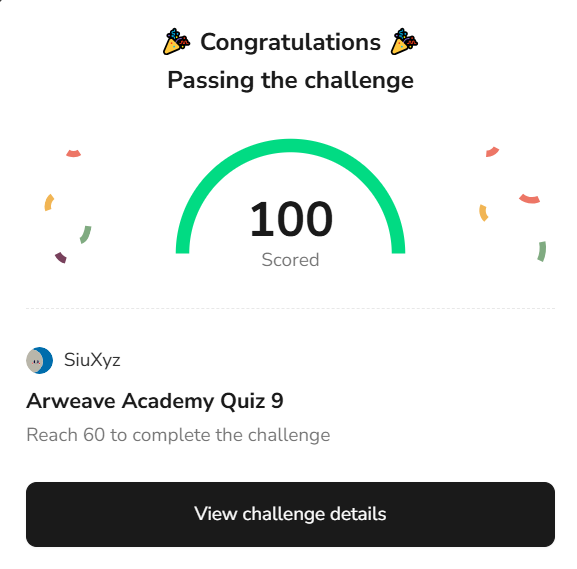 🎉 Congratulations 🎉
Passing the challenge
100
Scored
SiuXyz
Arweave Academy Quiz 9
Reach 60 to complete the challenge
View challenge details